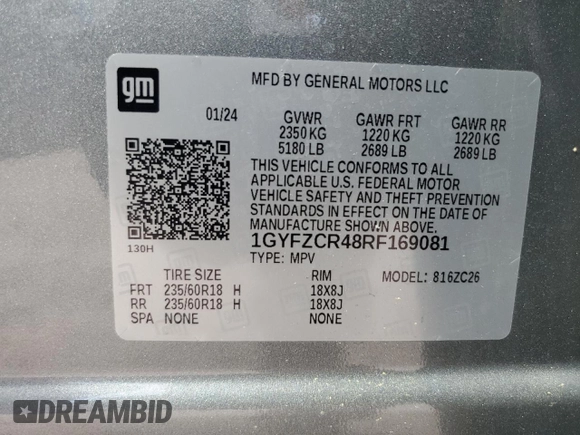 gm
MFD BY GENERAL MOTORS LLC
01/24 GVWR GAWR FRT GAWR RR
2350 KG 1220 KG 1220 KG
5180 LB 2689 LB 2689 LB
THIS VEHICLE CONFORMS TO ALL
APPLICABLE U.S. FEDERAL MOTOR
VEHICLE SAFETY AND THEFT PREVENTION
STANDARDS IN EFFECT ON THE DATE OF
MANUFACTURE SHOWN ABOVE.
130H 1GYFZCR48RF169081
TYPE: MPV
TIRE SIZE RIM MODEL: 816ZC26
FRT 235/60R18 H 18X8J
RR 235/60R18 H 18X8J
SPA NONE NONE
DREAMBID